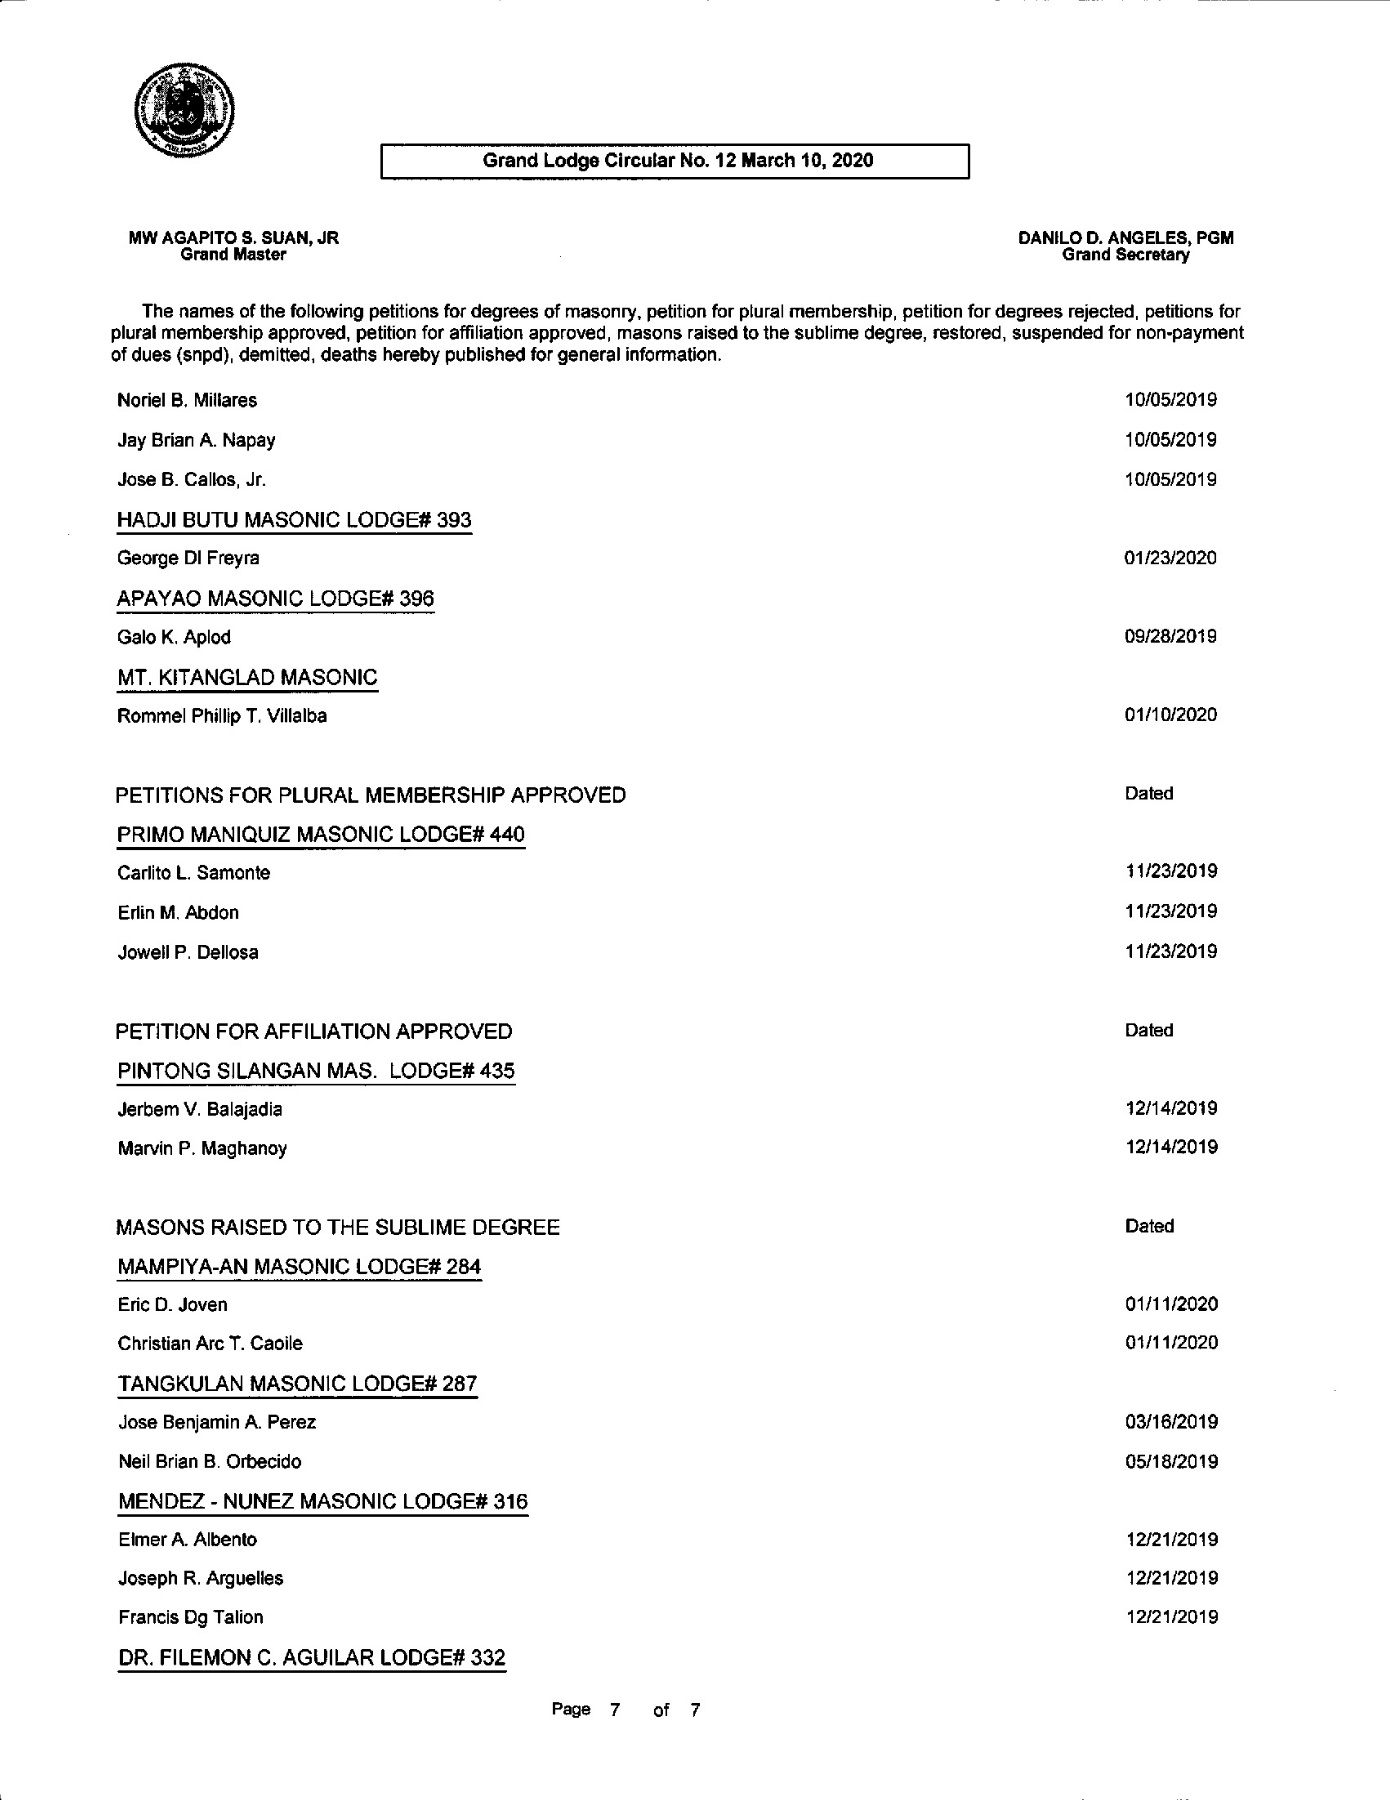 PHILIPPINES
Grand Lodge Circular No. 12 March 10, 2020
MW AGAPITO S. SUAN, JR
Grand Master
DANILO D. ANGELES, PGM
Grand Secretary
The names of the following petitions for degrees of masonry, petition for plural membership, petition for degrees rejected, petitions for
plural membership approved, petition for affiliation approved, masons raised to the sublime degree, restored, suspended for non-payment
of dues (snpd), demitted, deaths hereby published for general information.
Noriel B. Millares 10/05/2019
Jay Brian A. Napay 10/05/2019
Jose B. Callos, Jr. 10/05/2019
HADJI BUTU MASONIC LODGE# 393
George Dl Freyra 01/23/2020
APAYAO MASONIC LODGE# 396
Galo K. Aplod 09/28/2019
MT. KITANGLAD MASONIC
Rommel Phillip T. Villalba 01/10/2020
PETITIONS FOR PLURAL MEMBERSHIP APPROVED Dated
PRIMO MANIQUIZ MASONIC LODGE# 440
Carlito L. Samonte 11/23/2019
Erlin M. Abdon 11/23/2019
Jowell P. Dellosa 11/23/2019
PETITION FOR AFFILIATION APPROVED Dated
PINTONG SILANGAN MAS. LODGE# 435
Jerbem V. Balajadia 12/14/2019
Marvin P. Maghanoy 12/14/2019
MASONS RAISED TO THE SUBLIME DEGREE Dated
MAMPIYA-AN MASONIC LODGE# 284
Eric D. Joven 01/11/2020
Christian Arc T. Caoile 01/11/2020
TANGKULAN MASONIC LODGE# 287
Jose Benjamin A. Perez 03/16/2019
Neil Brian B. Orbecido 05/18/2019
MENDEZ - NUNEZ MASONIC LODGE# 316
Elmer A. Albento 12/21/2019
Joseph R. Arguelles 12/21/2019
Francis Dg Talion 12/21/2019
DR. FILEMON C. AGUILAR LODGE# 332
Page 7 of 7